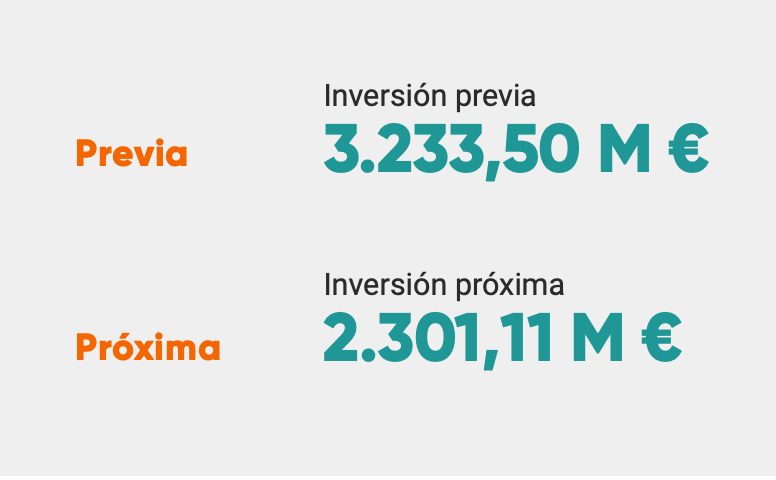 Inversión previa
Previa
3.233,50 M €
Inversión próxima
Próxima
2.301,11 M €